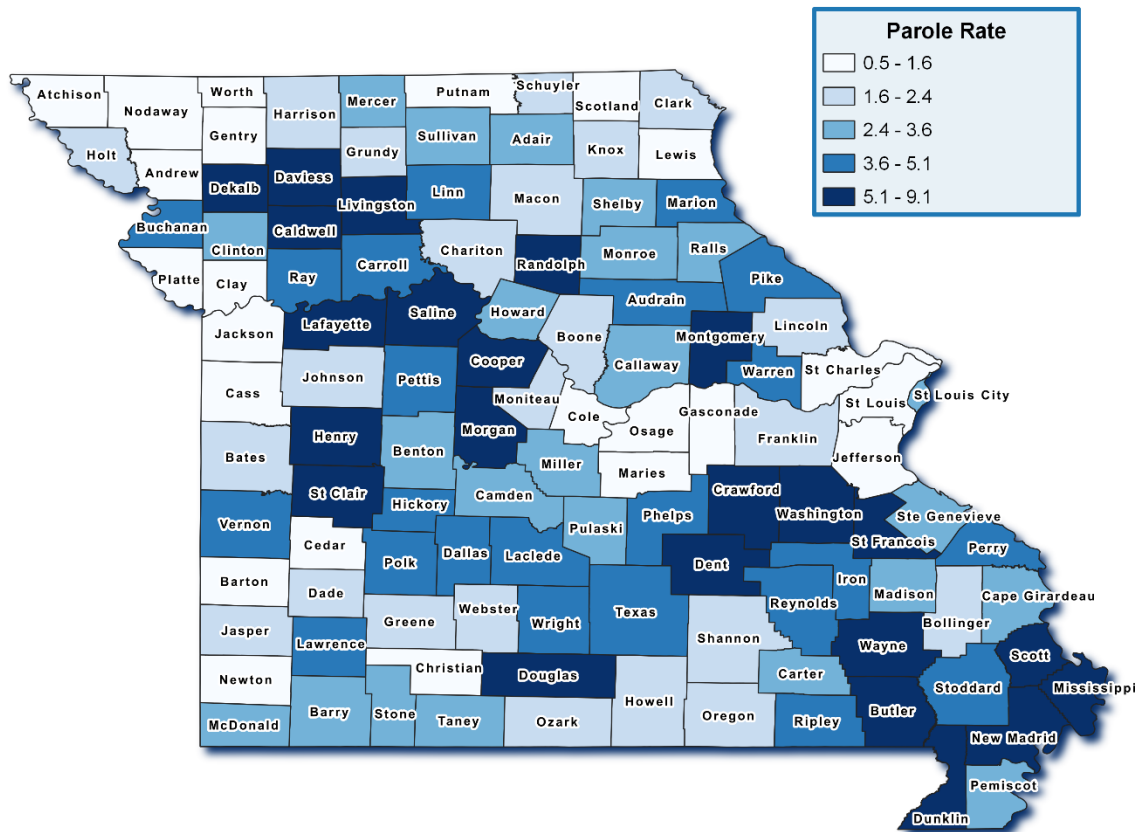 Parole Rate
0.5 - 1.6
1.6 - 2.4
2.4 - 3.6
3.6 - 5.1
5.1 - 9.1
Atchison
Nodaway
Worth
Harrison
Mercer
Putnam
Schuyler
Scotland
Clark
Holt
Andrew
Gentry
Grundy
Sullivan
Adair
Knox
Lewis
Dekalb
Daviess
Livingston
Linn
Macon
Shelby
Marion
Buchanan
Clinton
Caldwell
Chariton
Randolph
Monroe
Ralls
Platte
Clay
Ray
Carroll
Pike
Jackson
Lafayette
Saline
Howard
Boone
Audrain
Callaway
Montgomery
Lincoln
Cass
Johnson
Pettis
Cooper
Moniteau
Warren
St Charles
St Louis
St Louis City
Cole
Osage
Gasconade
Franklin
Jefferson
Bates
Henry
Benton
Morgan
Miller
Maries
St Clair
Hickory
Camden
Pulaski
Phelps
Crawford
Washington
Ste Genevieve
St Francois
Perry
Vernon
Cedar
Polk
Dallas
Laclede
Dent
Iron
Madison
Cape Girardeau
Barton
Dade
Greene
Webster
Wright
Texas
Reynolds
Bollinger
Jasper
Lawrence
Shannon
Wayne
Scott
Mississippi
Newton
Christian
Douglas
Howell
Carter
Stoddard
McDonald
Barry
Stone
Taney
Ozark
Oregon
Ripley
Butler
New Madrid
Pemiscot
Dunklin